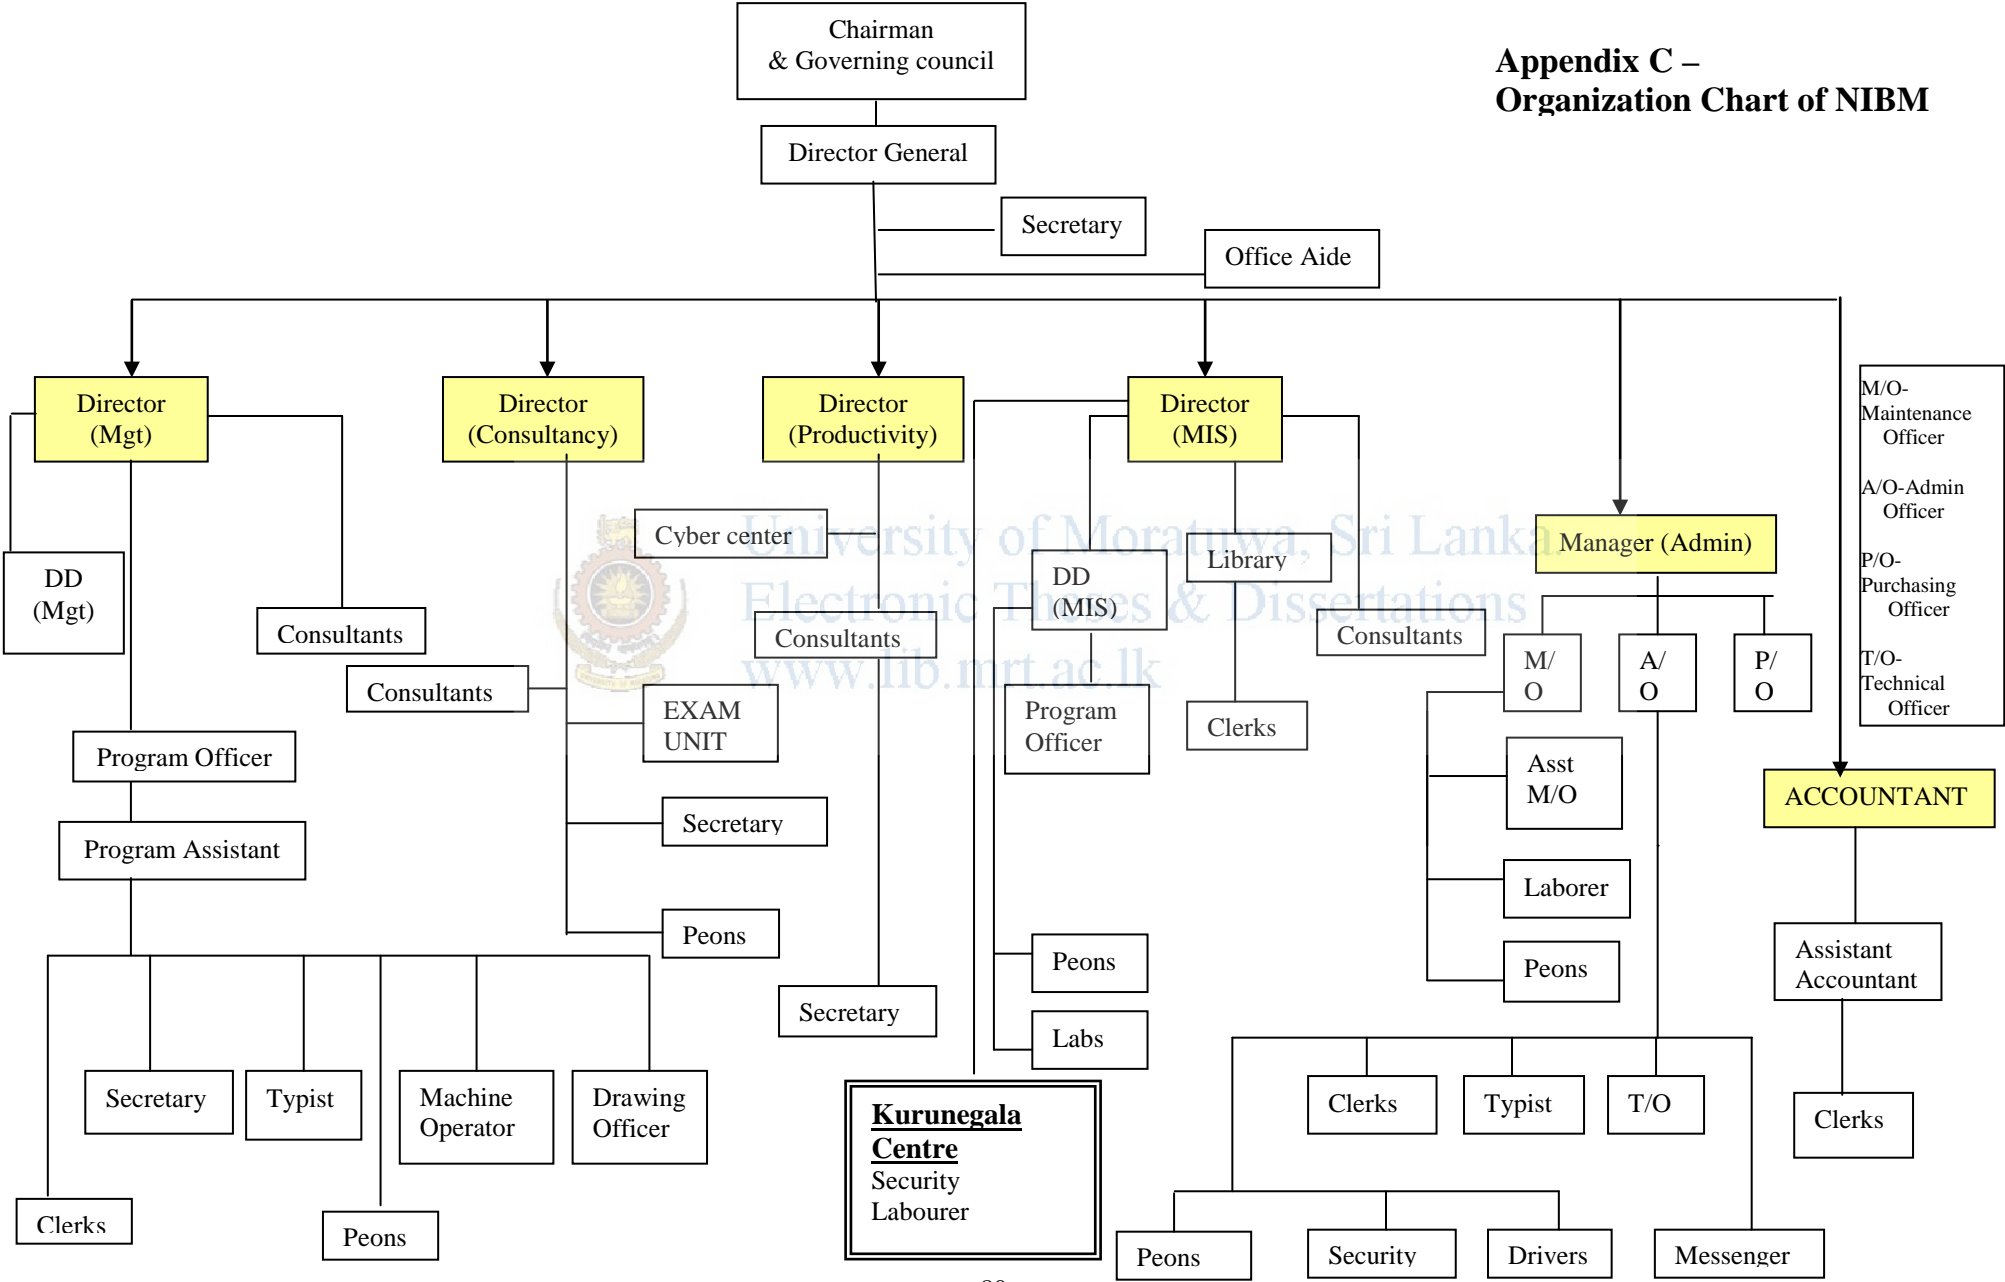 Chairman
& Governing council
Appendix C –
Organization Chart of NIBM
Director General
Secretary
Office Aide
Director
(Mgt)
Director
(Consultancy)
Director
(Productivity)
Director
(MIS)
M/O-
Maintenance
Officer
A/O-Admin
Officer
P/O-
Purchasing
Officer
T/O-
Technical
Officer
University of Moratuwa, Sri Lanka.
Electronic Theses & Dissertations
www.lib.mrt.ac.lk
Cyber center
Manager (Admin)
DD
(Mgt)
DD
(MIS)
Library
Consultants
Consultants
Consultants
Consultants
M/
O
A/
O
P/
O
EXAM
UNIT
Program
Officer
Clerks
Program Officer
Asst
M/O
ACCOUNTANT
Secretary
Program Assistant
Laborer
Peons
Peons
Peons
Assistant
Accountant
Secretary
Labs
Secretary
Typist
Machine
Operator
Drawing
Officer
Kurunegala
Centre
Security
Labourer
Clerks
Typist
T/O
Clerks
Clerks
Peons
Peons
Security
Drivers
Messenger